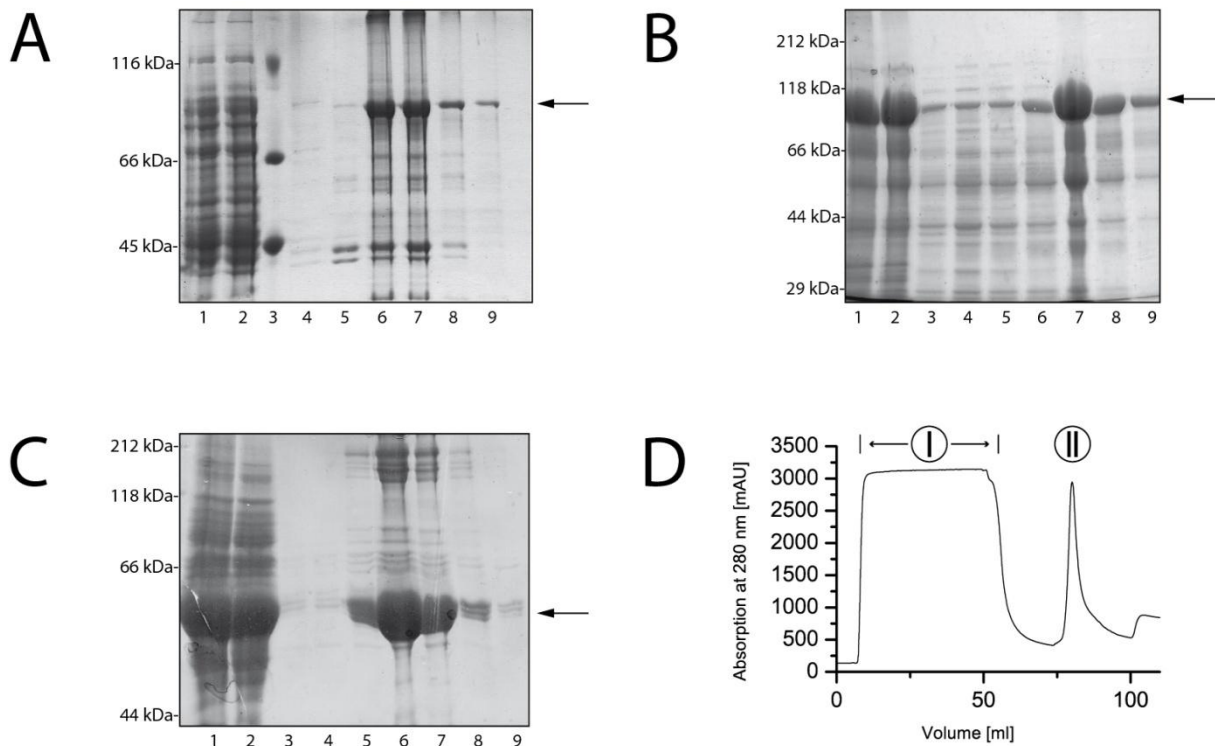 A
116 kDa-
66 kDa-
45 kDa-
1 2 3 4 5 6 7 8 9
B
212 kDa-
118 kDa-
66 kDa-
44 kDa-
29 kDa-
1 2 3 4 5 6 7 8 9
C
212 kDa-
118 kDa-
66 kDa-
44 kDa-
1 2 3 4 5 6 7 8 9
D
I
II
3500
3000
2500
2000
1500
1000
500
0
Absorption at 280 nm [mAU]
0 50 100
Volume [ml]